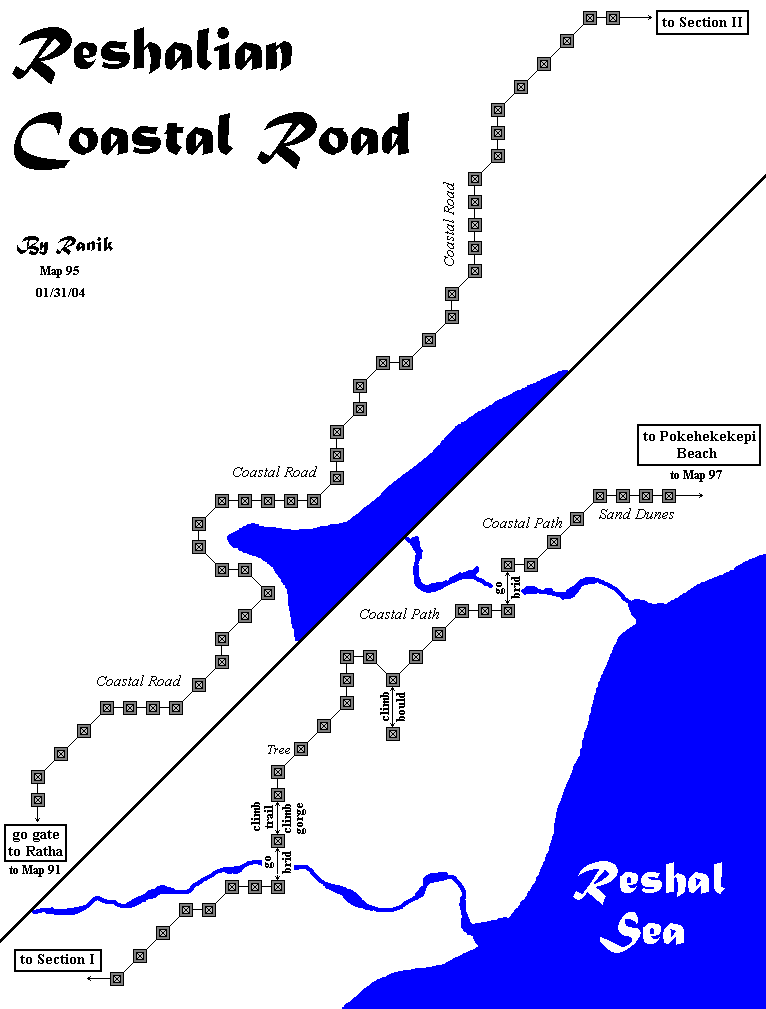 Reshalian
Coastal Road
By Ranik
Map 95
01/31/04
to Section II
Coastal Road
Coastal Road
Coastal Road
go gate
to Ratha
to Map 91
to Pokehekekepi
Beach
to Map 97
Sand Dunes
Coastal Path
go
brid
Coastal Path
climb
bould
Tree
climb
trail
climb
gorge
go
brid
to Section I
Reshal
Sea